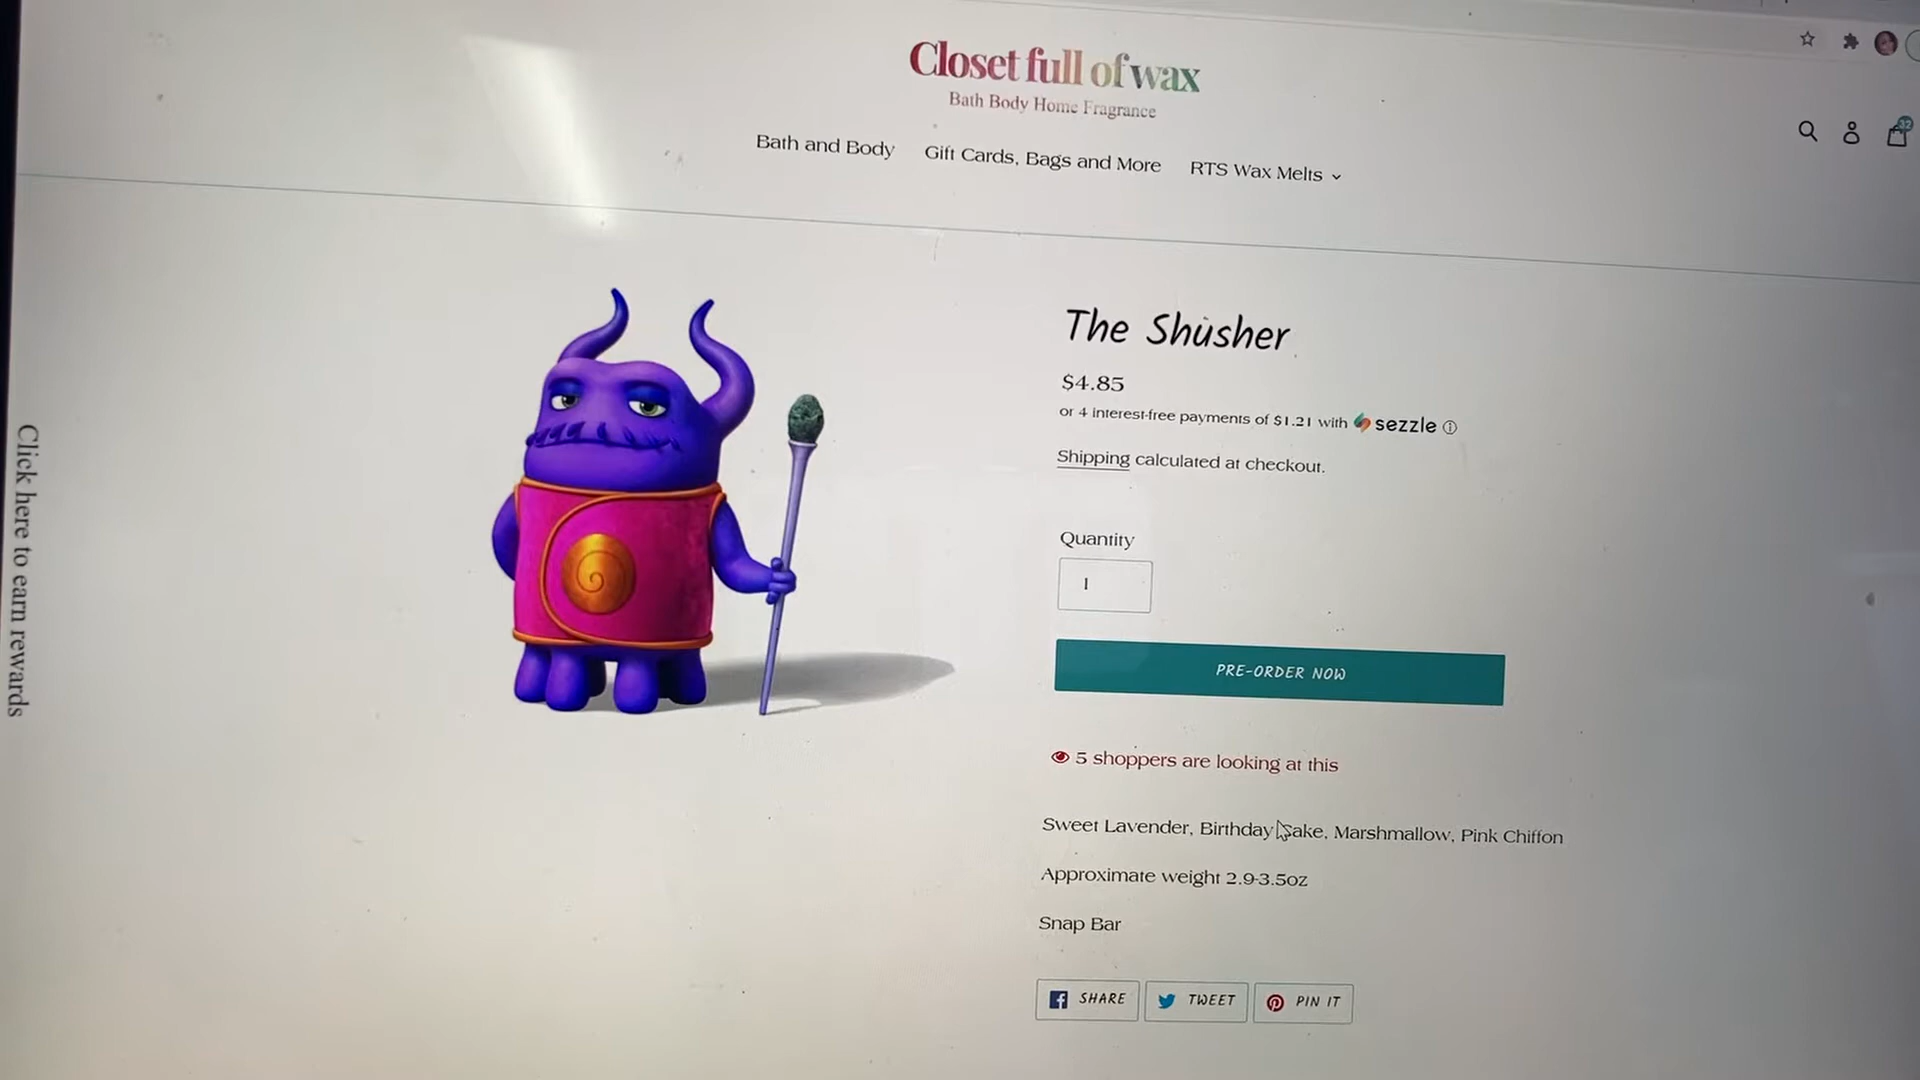 Closet full of wax
Bath Body Home Fragrance
Bath and Body
Gift Cards, Bags and More
RTS Wax Melts
32
The Shusher
$4.85
or 4 interest-free payments of $1.21 with sezzle
Shipping calculated at checkout.
Quantity
1
PRE-ORDER NOW
5 shoppers are looking at this
Sweet Lavender, Birthday Cake, Marshmallow, Pink Chiffon
Approximate weight 2.9-3.5oz
Snap Bar
SHARE
TWEET
PIN IT
Click here to earn rewards